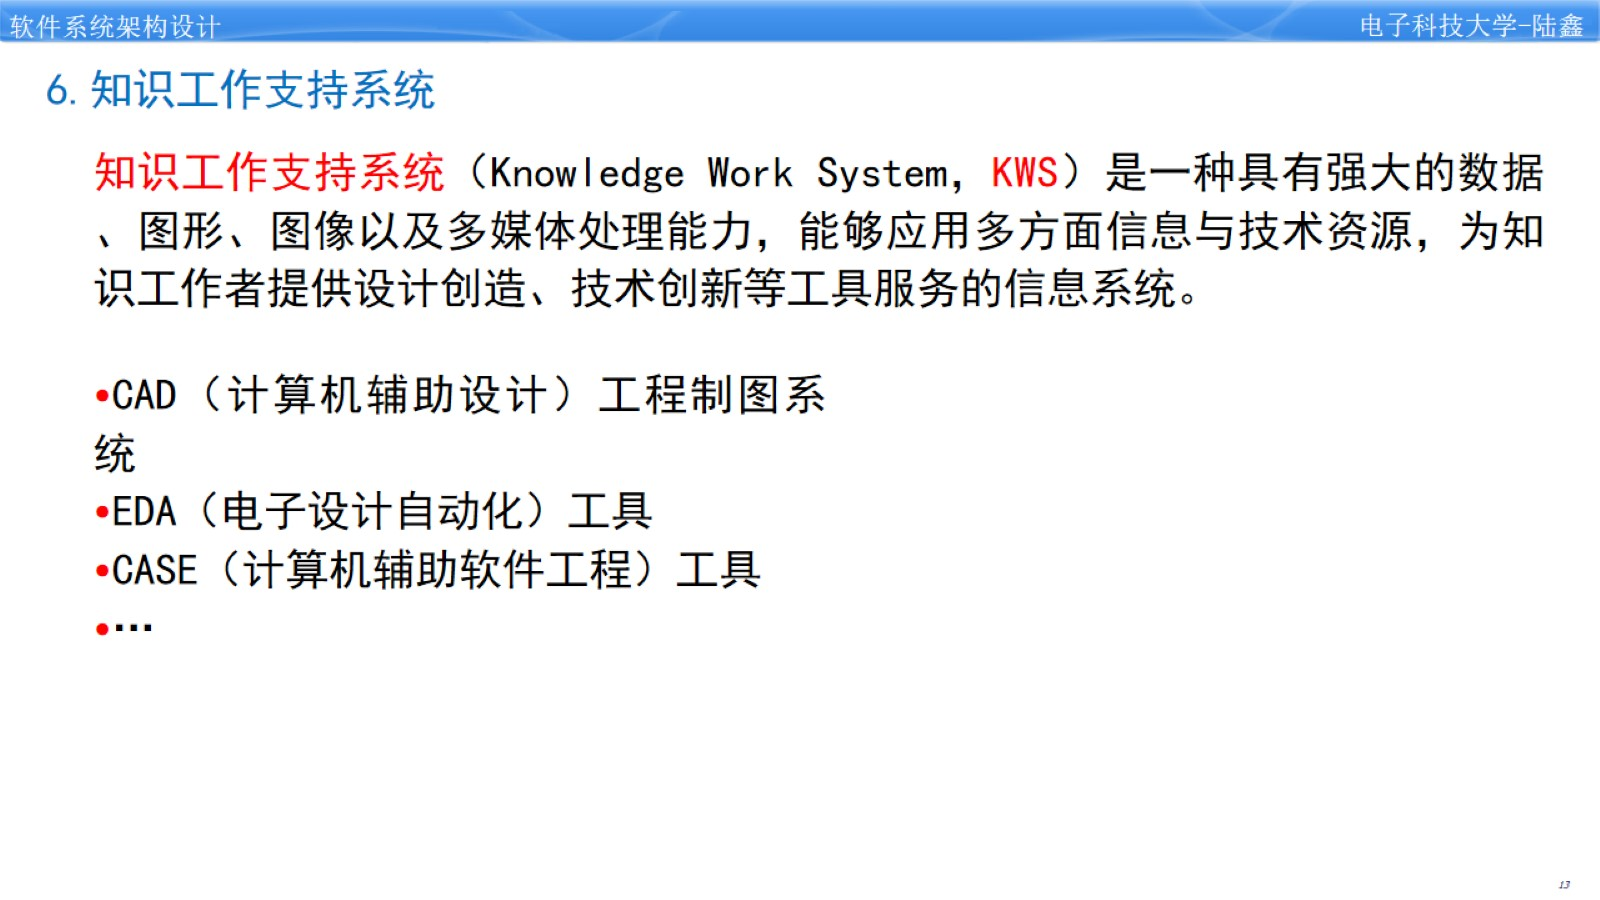 软件系统架构设计
电子科技大学-陆鑫
6. 知识工作支持系统
知识工作支持系统（Knowledge Work System，KWS）是一种具有强大的数据
、图形、图像以及多媒体处理能力，能够应用多方面信息与技术资源，为知
识工作者提供设计创造、技术创新等工具服务的信息系统。
•CAD（计算机辅助设计）工程制图系
统
•EDA（电子设计自动化）工具
•CASE（计算机辅助软件工程）工具
•…
13